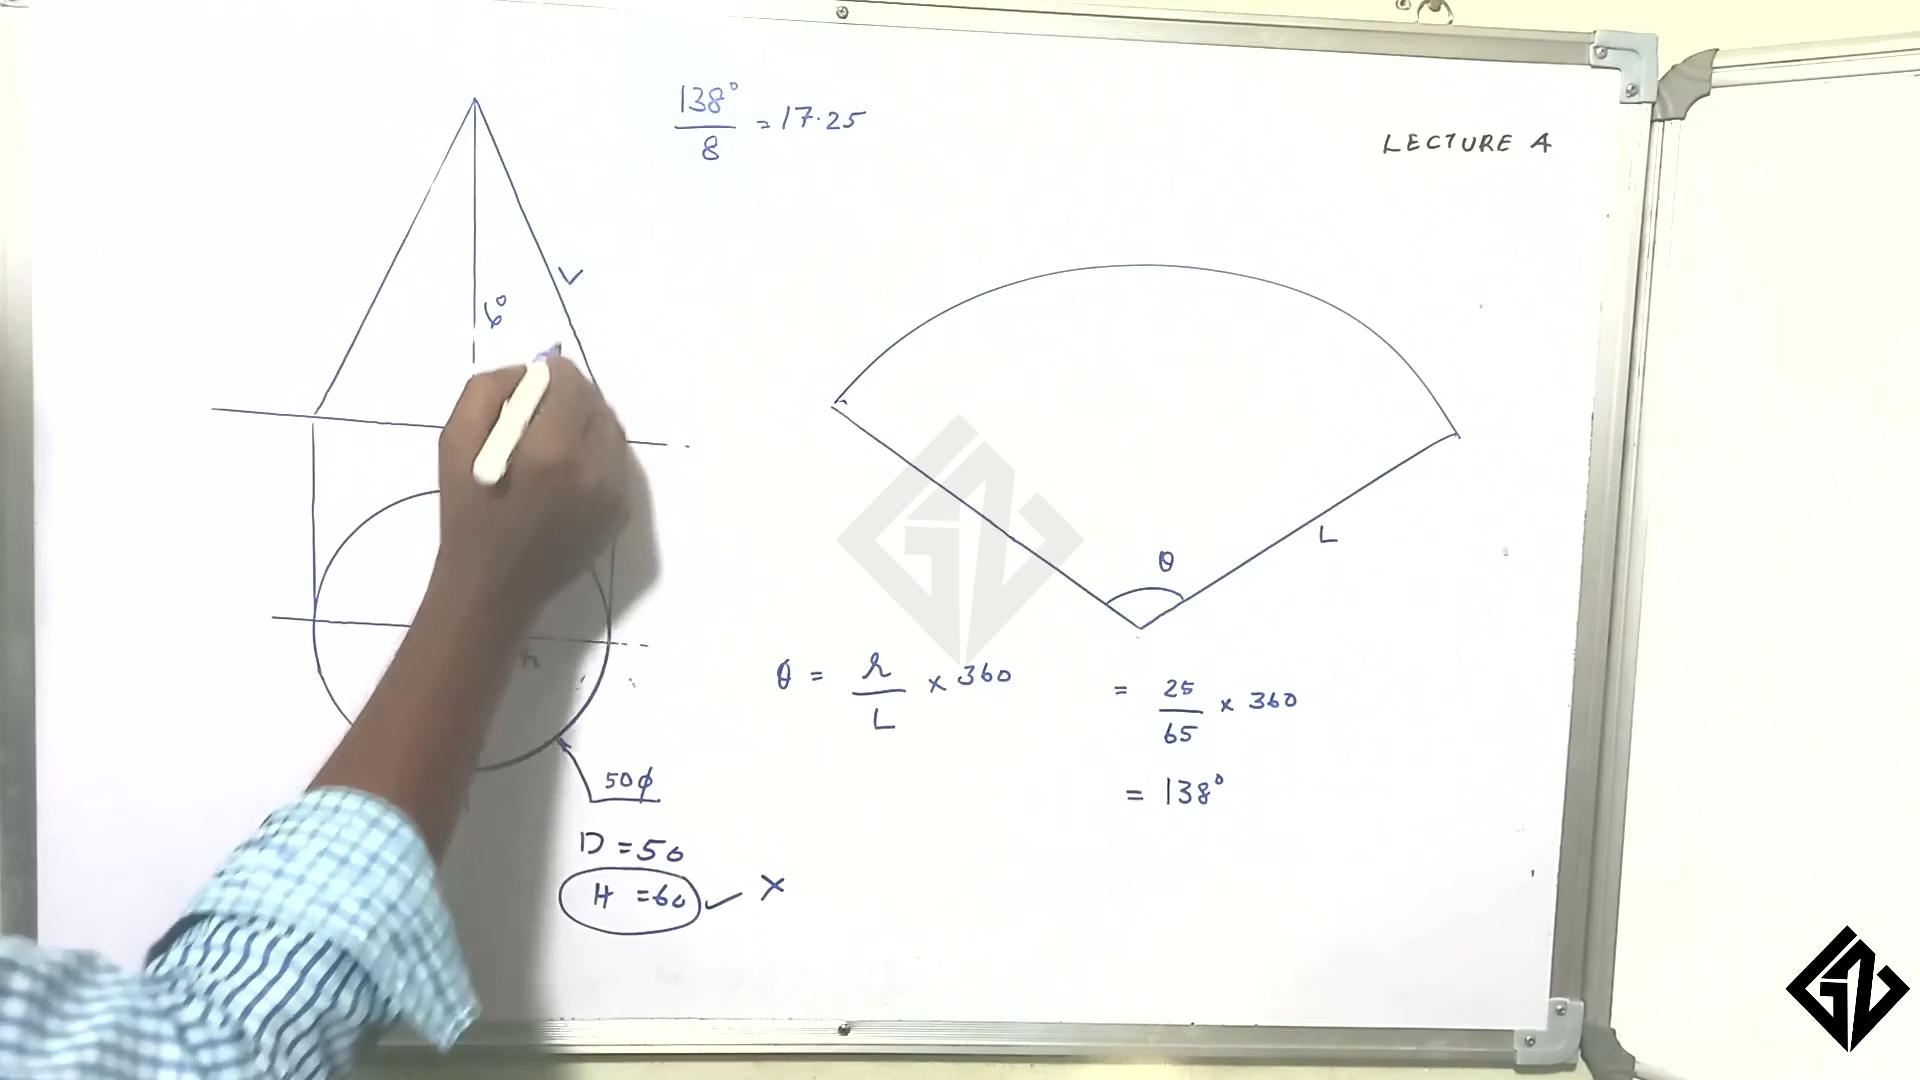 138°
8
= 17.25
LECTURE 4
60
θ
L
θ = r/L × 360
= 25/65 × 360
= 138°
50ϕ
D = 50
H = 60 ✓ ×